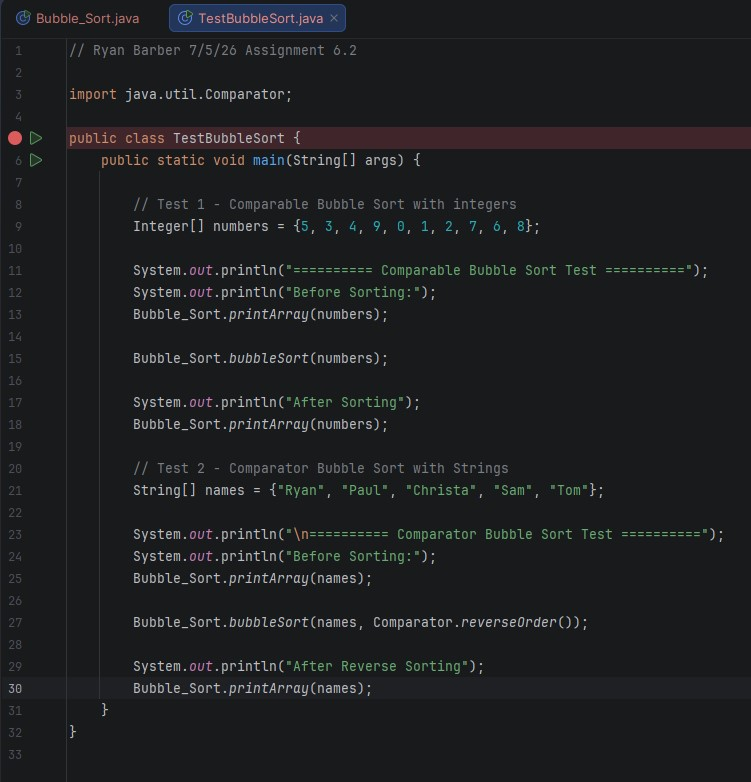 Bubble_Sort.java TestBubbleSort.java
1 // Ryan Barber 7/5/26 Assignment 6.2
2
3 import java.util.Comparator;
4
public class TestBubbleSort {
6 public static void main(String[] args) {
7
8 // Test 1 - Comparable Bubble Sort with integers
9 Integer[] numbers = {5, 3, 4, 9, 0, 1, 2, 7, 6, 8};
10
11 System.out.println("========== Comparable Bubble Sort Test ==========");
12 System.out.println("Before Sorting:");
13 Bubble_Sort.printArray(numbers);
14
15 Bubble_Sort.bubbleSort(numbers);
16
17 System.out.println("After Sorting");
18 Bubble_Sort.printArray(numbers);
19
20 // Test 2 - Comparator Bubble Sort with Strings
21 String[] names = {"Ryan", "Paul", "Christa", "Sam", "Tom"};
22
23 System.out.println("\n========== Comparator Bubble Sort Test ==========");
24 System.out.println("Before Sorting:");
25 Bubble_Sort.printArray(names);
26
27 Bubble_Sort.bubbleSort(names, Comparator.reverseOrder());
28
29 System.out.println("After Reverse Sorting");
30 Bubble_Sort.printArray(names);
31 }
32 }
33